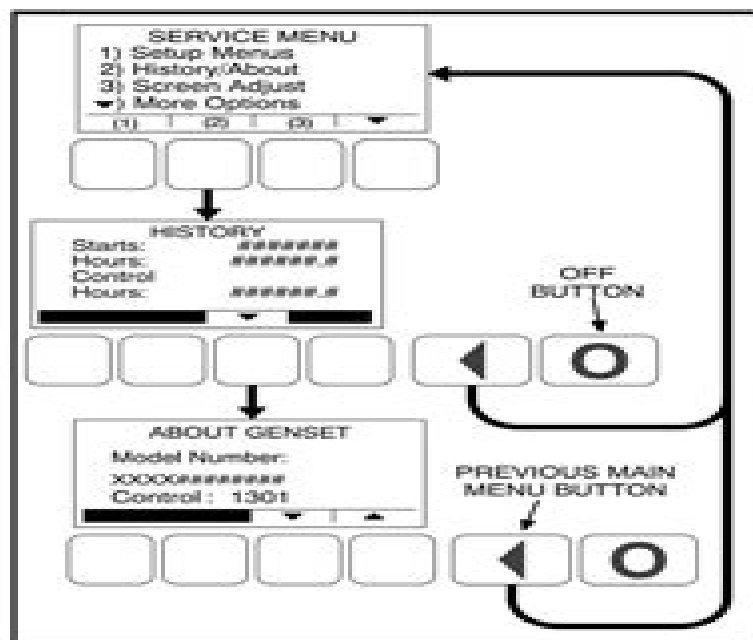 SERVICE MENU
1) Setup Menus
2) History/About
3) Screen Adjust
▼) More Options
(1) (2) (3) ▼
HISTORY
Starts: #######
Hours: ######.#
Control
Hours: ######.#
▼
OFF
BUTTON
ABOUT GENSET
Model Number:
XXXX########
Control : 1301
▼ ▲
PREVIOUS MAIN
MENU BUTTON